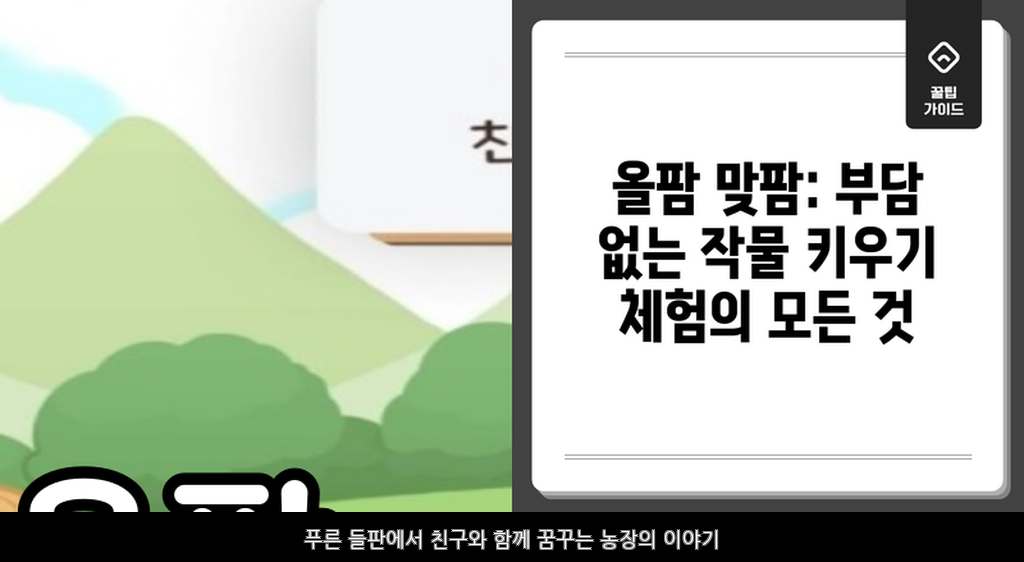 친
꿀팁
가이드
올팜 맞팜: 부담
없는 작물 키우기
체험의 모든 것
푸른 들판에서 친구와 함께 꿈꾸는 농장의 이야기